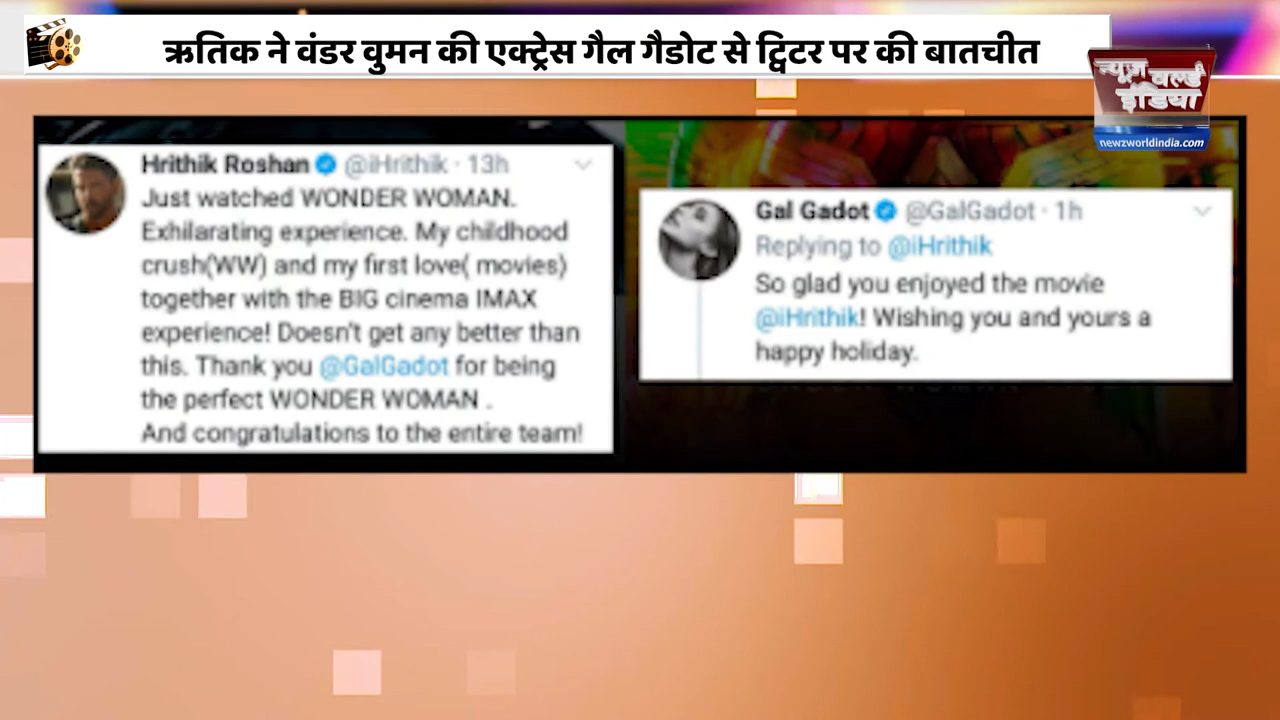 ऋतिक ने वंडर वुमन की एक्ट्रेस गैल गैडोट से ट्विटर पर की बातचीत
न्यूज़ वर्ल्ड
इंडिया
newzworldindia.com
Hrithik Roshan @iHrithik · 13h
Just watched WONDER WOMAN.
Exhilarating experience. My childhood
crush(WW) and my first love( movies)
together with the BIG cinema IMAX
experience! Doesn't get any better than
this. Thank you @GalGadot for being
the perfect WONDER WOMAN .
And congratulations to the entire team!
Gal Gadot @GalGadot · 1h
Replying to @iHrithik
So glad you enjoyed the movie
@iHrithik! Wishing you and yours a
happy holiday.